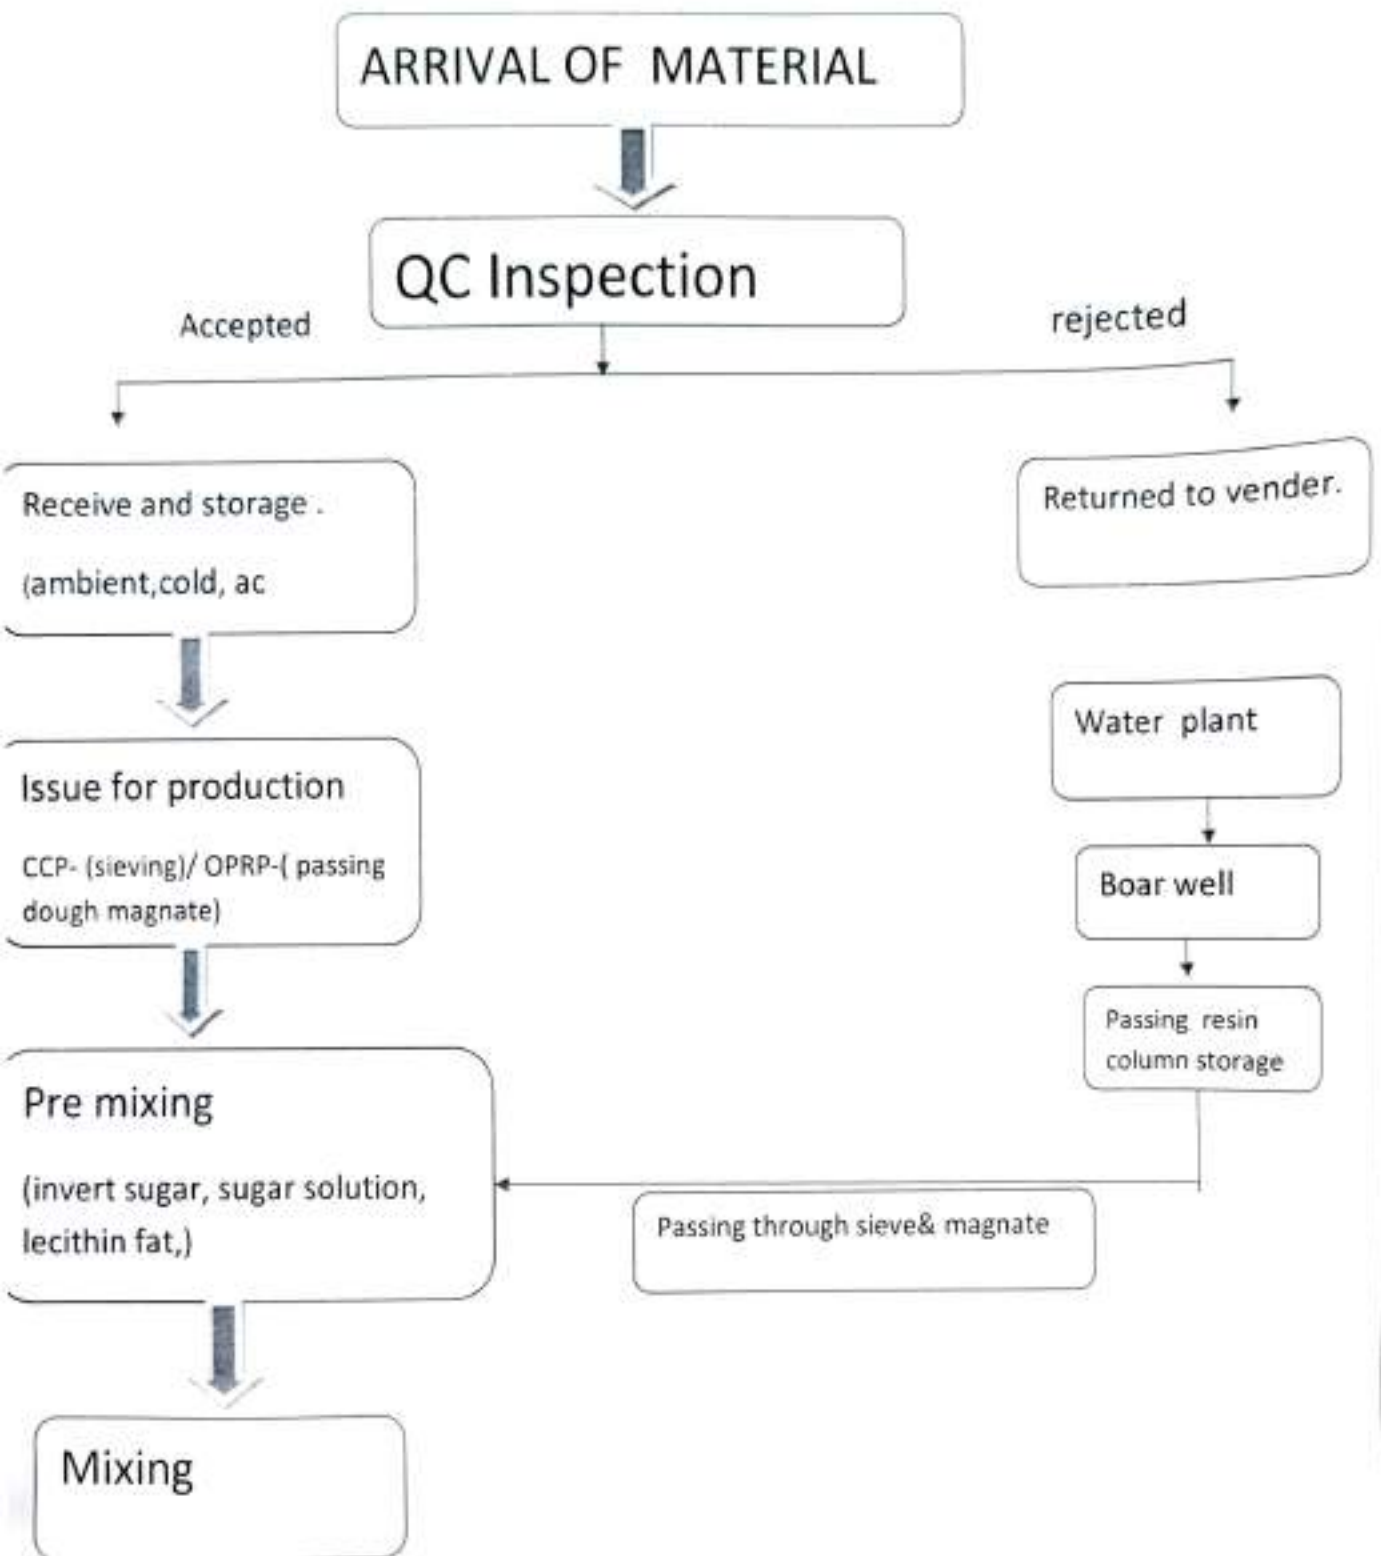 ARRIVAL OF MATERIAL
QC Inspection
Accepted
rejected
Receive and storage .
(ambient,cold, ac
Returned to vender.
Issue for production
CCP- (sieving)/ OPRP-( passing
dough magnate)
Water plant
Boar well
Passing resin
column storage
Pre mixing
(invert sugar, sugar solution,
lecithin fat,)
Passing through sieve& magnate
Mixing